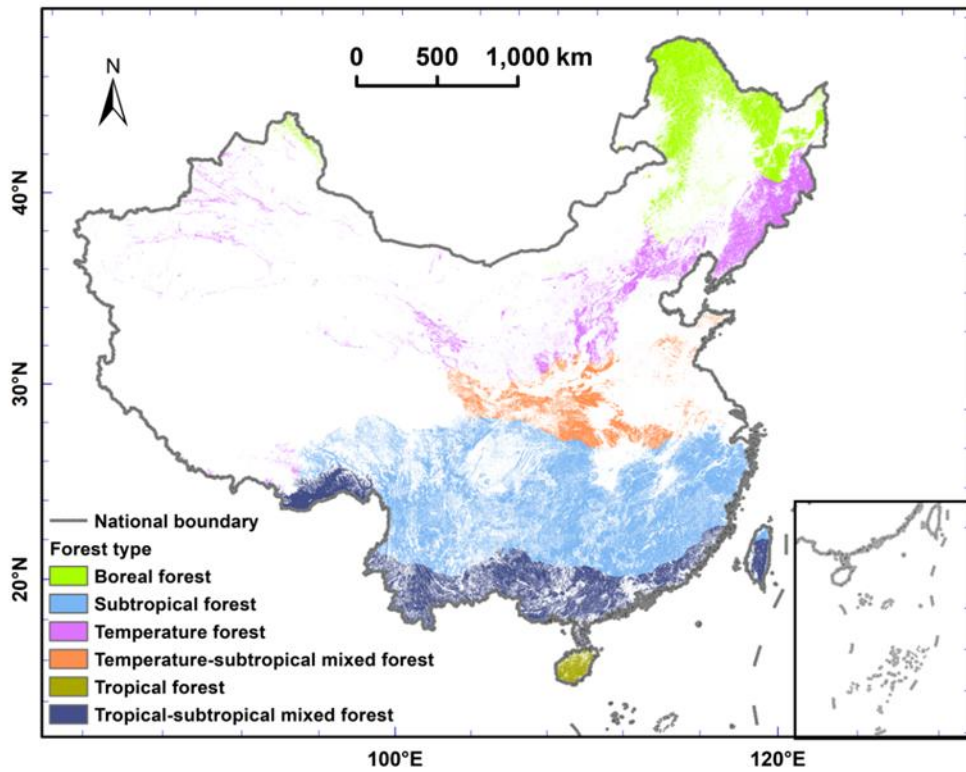 N
0 500 1,000 km
40°N
30°N
20°N
National boundary
Forest type
Boreal forest
Subtropical forest
Temperature forest
Temperature-subtropical mixed forest
Tropical forest
Tropical-subtropical mixed forest
100°E 120°E